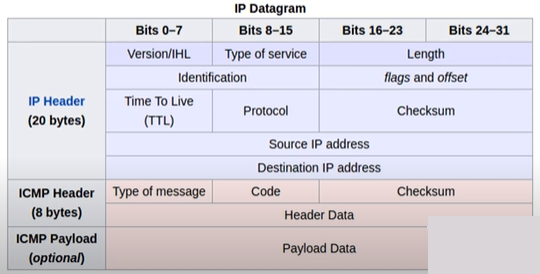 IP Datagram
Bits 0–7 Bits 8–15 Bits 16–23 Bits 24–31
IP Header
(20 bytes)
Version/IHL Type of service Length
Identification flags and offset
Time To Live
(TTL)
Protocol Checksum
Source IP address
Destination IP address
ICMP Header
(8 bytes)
Type of message Code Checksum
Header Data
ICMP Payload
(optional)
Payload Data